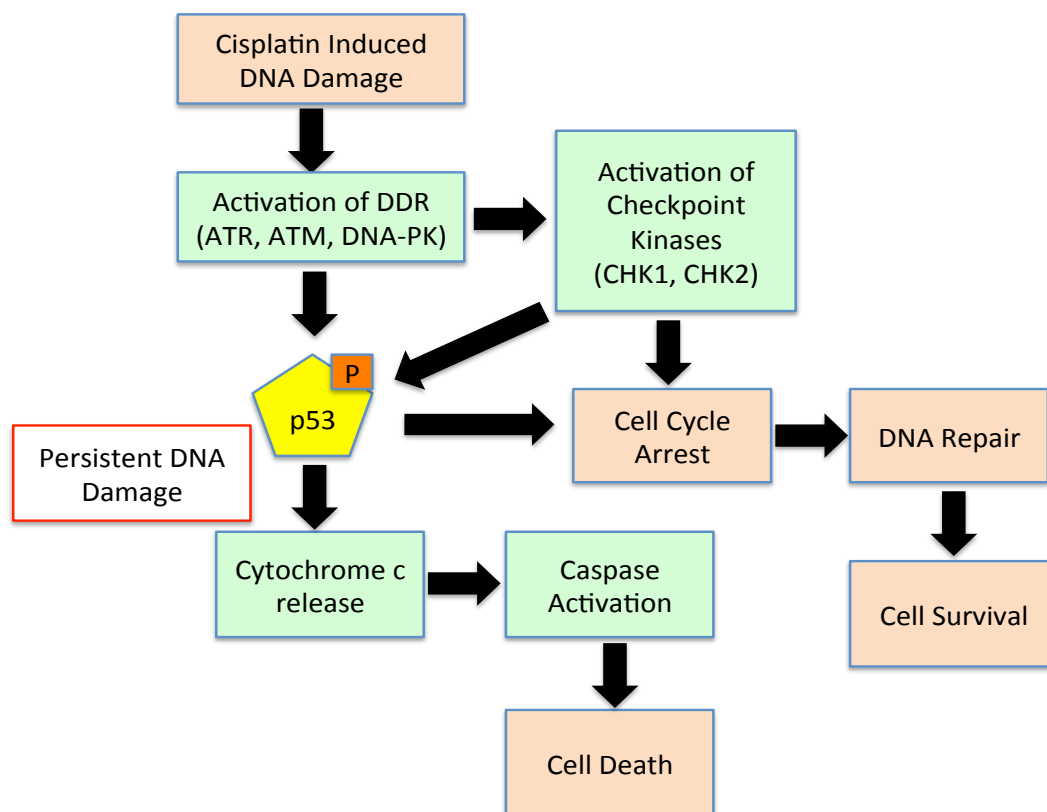 Cisplatin Induced
DNA Damage
Activation of DDR
(ATR, ATM, DNA-PK)
Activation of
Checkpoint
Kinases
(CHK1, CHK2)
P
p53
Cell Cycle
Arrest
DNA Repair
Persistent DNA
Damage
Cytochrome c
release
Caspase
Activation
Cell Survival
Cell Death